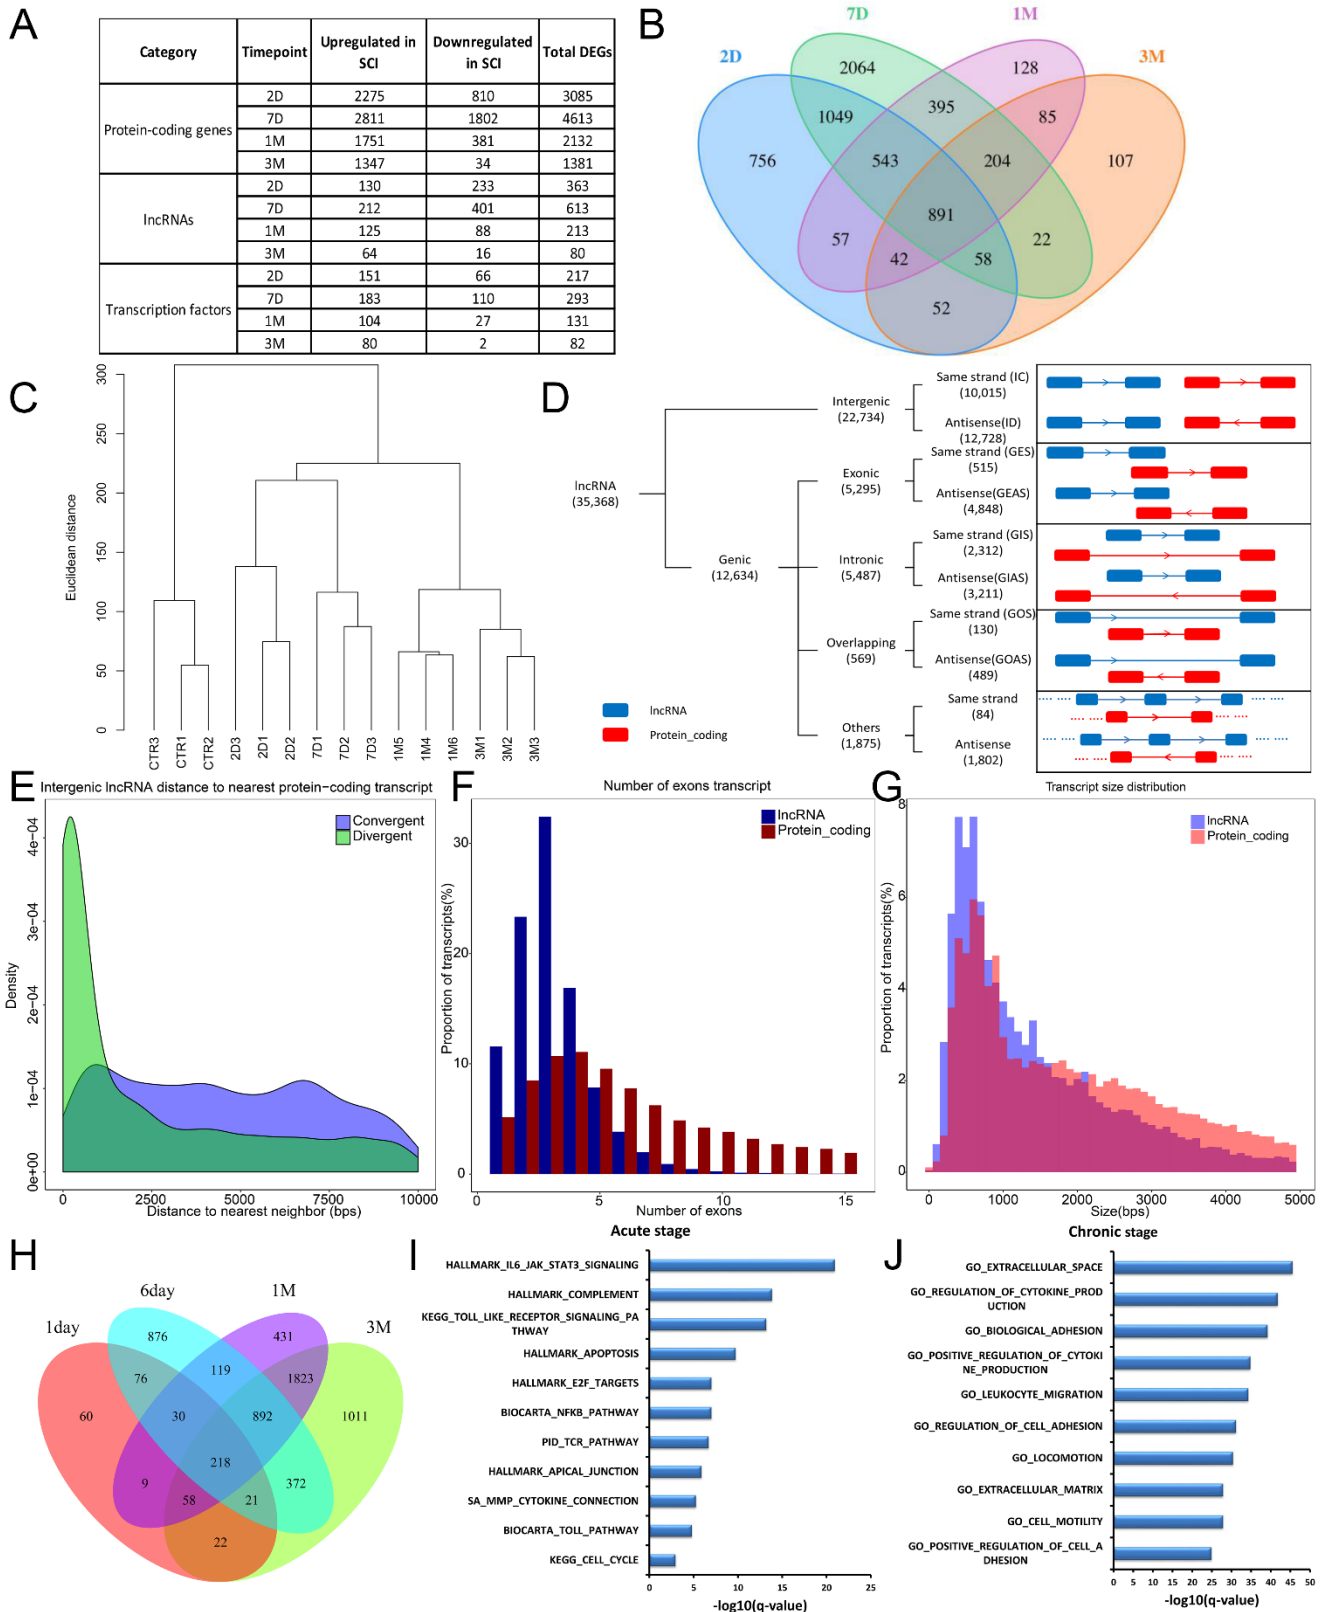 A
Category Timepoint Upregulated in SCI Downregulated in SCI Total DEGs
Protein-coding genes 2D 2275 810 3085
7D 2811 1802 4613
1M 1751 381 2132
3M 1347 34 1381
lncRNAs 2D 130 233 363
7D 212 401 613
1M 125 88 213
3M 64 16 80
Transcription factors 2D 151 66 217
7D 183 110 293
1M 104 27 131
3M 80 2 82
B
7D 1M
2D 3M
2064 128
1049 395 85
756 543 204 107
891
57 42 58 22
52
C
Euclidean distance
300
250
200
150
100
50
0
CTR3 CTR1 CTR2 2D3 2D1 2D2 7D1 7D2 7D3 1M5 1M4 1M6 3M1 3M2 3M3
D
lncRNA
(35,368)
Intergenic
(22,734)
Genic
(12,634)
Exonic
(5,295)
Intronic
(5,487)
Overlapping
(569)
Others
(1,875)
Same strand (IC)
(10,015)
Antisense(ID)
(12,728)
Same strand (GES)
(515)
Antisense(GEAS)
(4,848)
Same strand (GIS)
(2,312)
Antisense(GIAS)
(3,211)
Same strand (GOS)
(130)
Antisense(GOAS)
(489)
Same strand
(84)
Antisense
(1,802)
lncRNA
Protein_coding
E
Intergenic lncRNA distance to nearest protein−coding transcript
Convergent
Divergent
Density
4e−04
3e−04
2e−04
1e−04
0e+00
0 2500 5000 7500 10000
Distance to nearest neighbor (bps)
F
Number of exons transcript
lncRNA
Protein_coding
Proportion of transcripts(%)
30
20
10
0
0 5 10 15
Number of exons
G
Transcript size distribution
lncRNA
Protein_coding
Proportion of transcripts(%)
8
6
4
2
0
0 1000 2000 3000 4000 5000
Size(bps)
H
6day 1M
1day 3M
876 431
76 119 1823
60 30 892 1011
218
9 58 21 372
22
I
Acute stage
HALLMARK_IL6_JAK_STAT3_SIGNALING
HALLMARK_COMPLEMENT
KEGG_TOLL_LIKE_RECEPTOR_SIGNALING_PA
THWAY
HALLMARK_APOPTOSIS
HALLMARK_E2F_TARGETS
BIOCARTA_NFKB_PATHWAY
PID_TCR_PATHWAY
HALLMARK_APICAL_JUNCTION
SA_MMP_CYTOKINE_CONNECTION
BIOCARTA_TOLL_PATHWAY
KEGG_CELL_CYCLE
0 5 10 15 20 25
-log10(q-value)
J
Chronic stage
GO_EXTRACELLULAR_SPACE
GO_REGULATION_OF_CYTOKINE_PROD
UCTION
GO_BIOLOGICAL_ADHESION
GO_POSITIVE_REGULATION_OF_CYTOKI
NE_PRODUCTION
GO_LEUKOCYTE_MIGRATION
GO_REGULATION_OF_CELL_ADHESION
GO_LOCOMOTION
GO_EXTRACELLULAR_MATRIX
GO_CELL_MOTILITY
GO_POSITIVE_REGULATION_OF_CELL_A
DHESION
0 5 10 15 20 25 30 35 40 45 50
-log10(q-value)